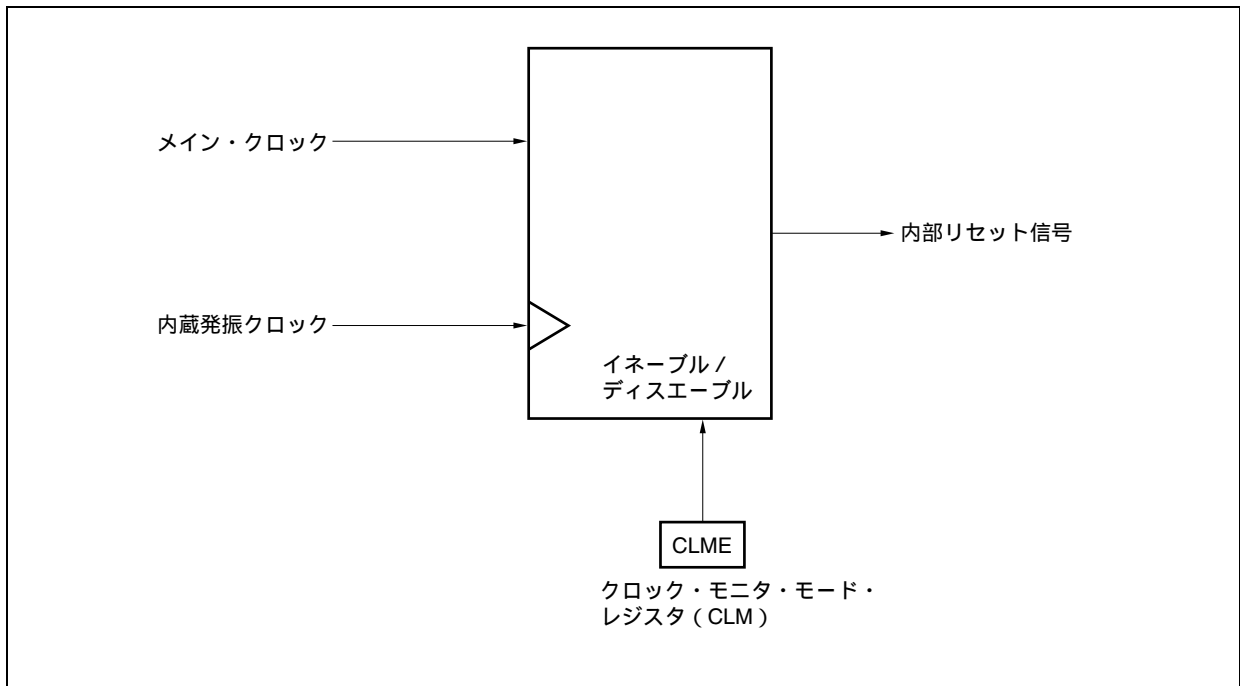 メイン・クロック
内部リセット信号
内蔵発振クロック
イネーブル /
ディスエーブル
CLME
クロック・モニタ・モード・
レジスタ（CLM）